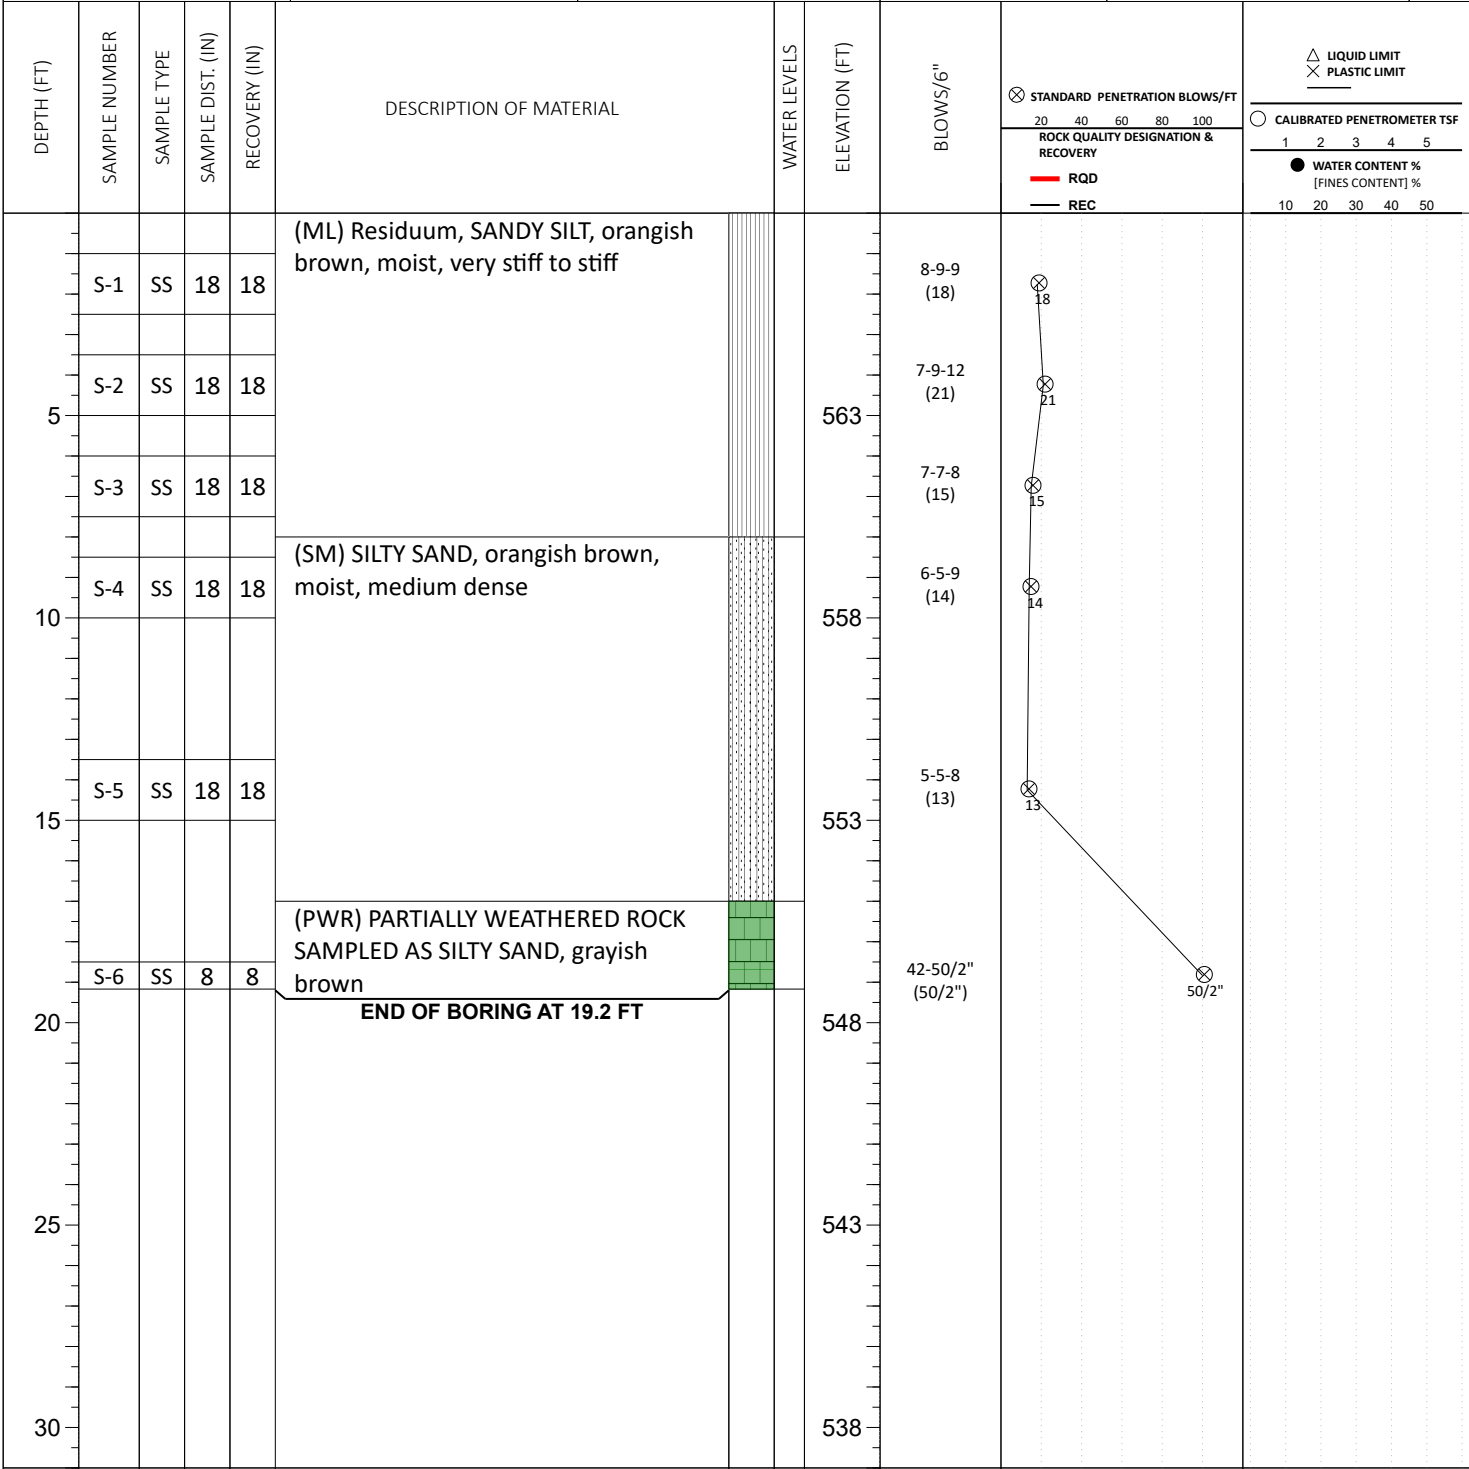 DEPTH (FT)
SAMPLE NUMBER
SAMPLE TYPE
SAMPLE DIST. (IN)
RECOVERY (IN)
DESCRIPTION OF MATERIAL
WATER LEVELS
ELEVATION (FT)
BLOWS/6"
STANDARD PENETRATION BLOWS/FT
20 40 60 80 100
ROCK QUALITY DESIGNATION &
RECOVERY
RQD
REC
LIQUID LIMIT
PLASTIC LIMIT
CALIBRATED PENETROMETER TSF
1 2 3 4 5
WATER CONTENT %
[FINES CONTENT] %
10 20 30 40 50
(ML) Residuum, SANDY SILT, orangish
brown, moist, very stiff to stiff
S-1 SS 18 18
8-9-9
(18)
18
S-2 SS 18 18
7-9-12
(21)
21
5
563
S-3 SS 18 18
7-7-8
(15)
15
(SM) SILTY SAND, orangish brown,
moist, medium dense
S-4 SS 18 18
6-5-9
(14)
14
10
558
S-5 SS 18 18
5-5-8
(13)
13
15
553
(PWR) PARTIALLY WEATHERED ROCK
SAMPLED AS SILTY SAND, grayish
brown
S-6 SS 8 8
42-50/2"
(50/2")
50/2"
END OF BORING AT 19.2 FT
20
548
25
543
30
538